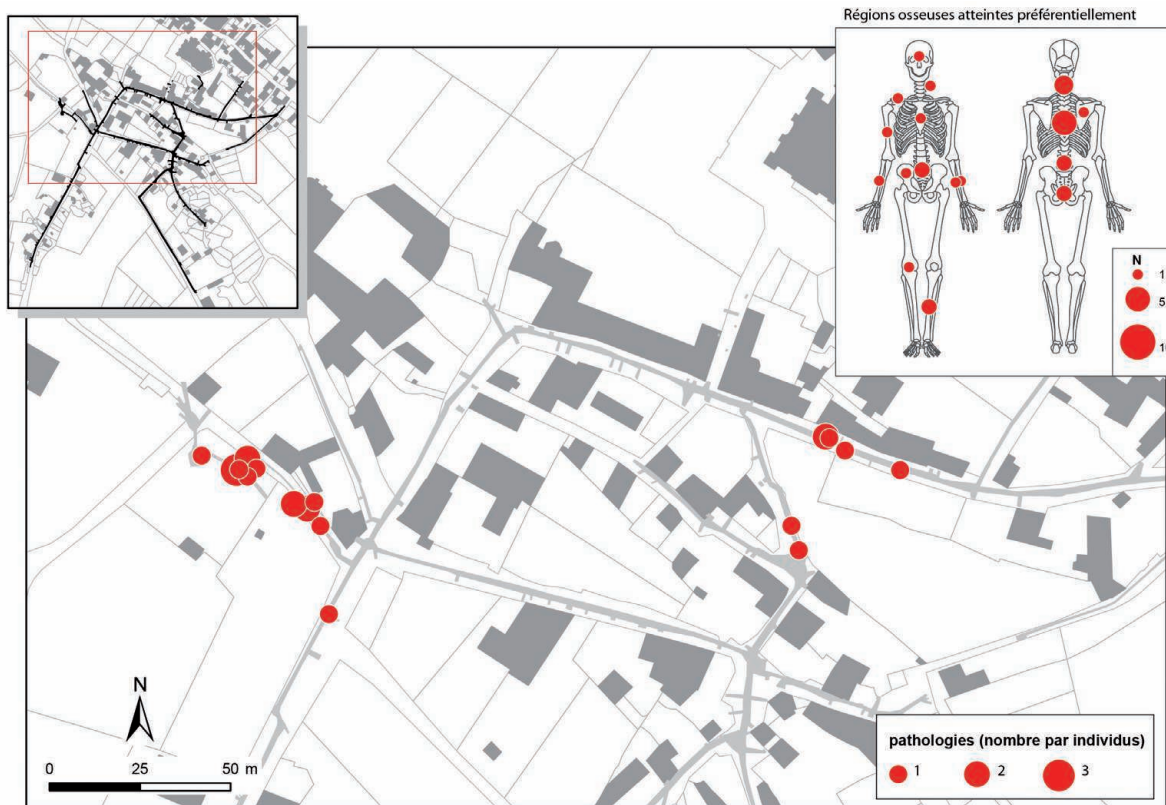 Régions osseuses atteintes préférentiellement
N
1
5
N
0 25 50 m
pathologies (nombre par individus)
1 2 3